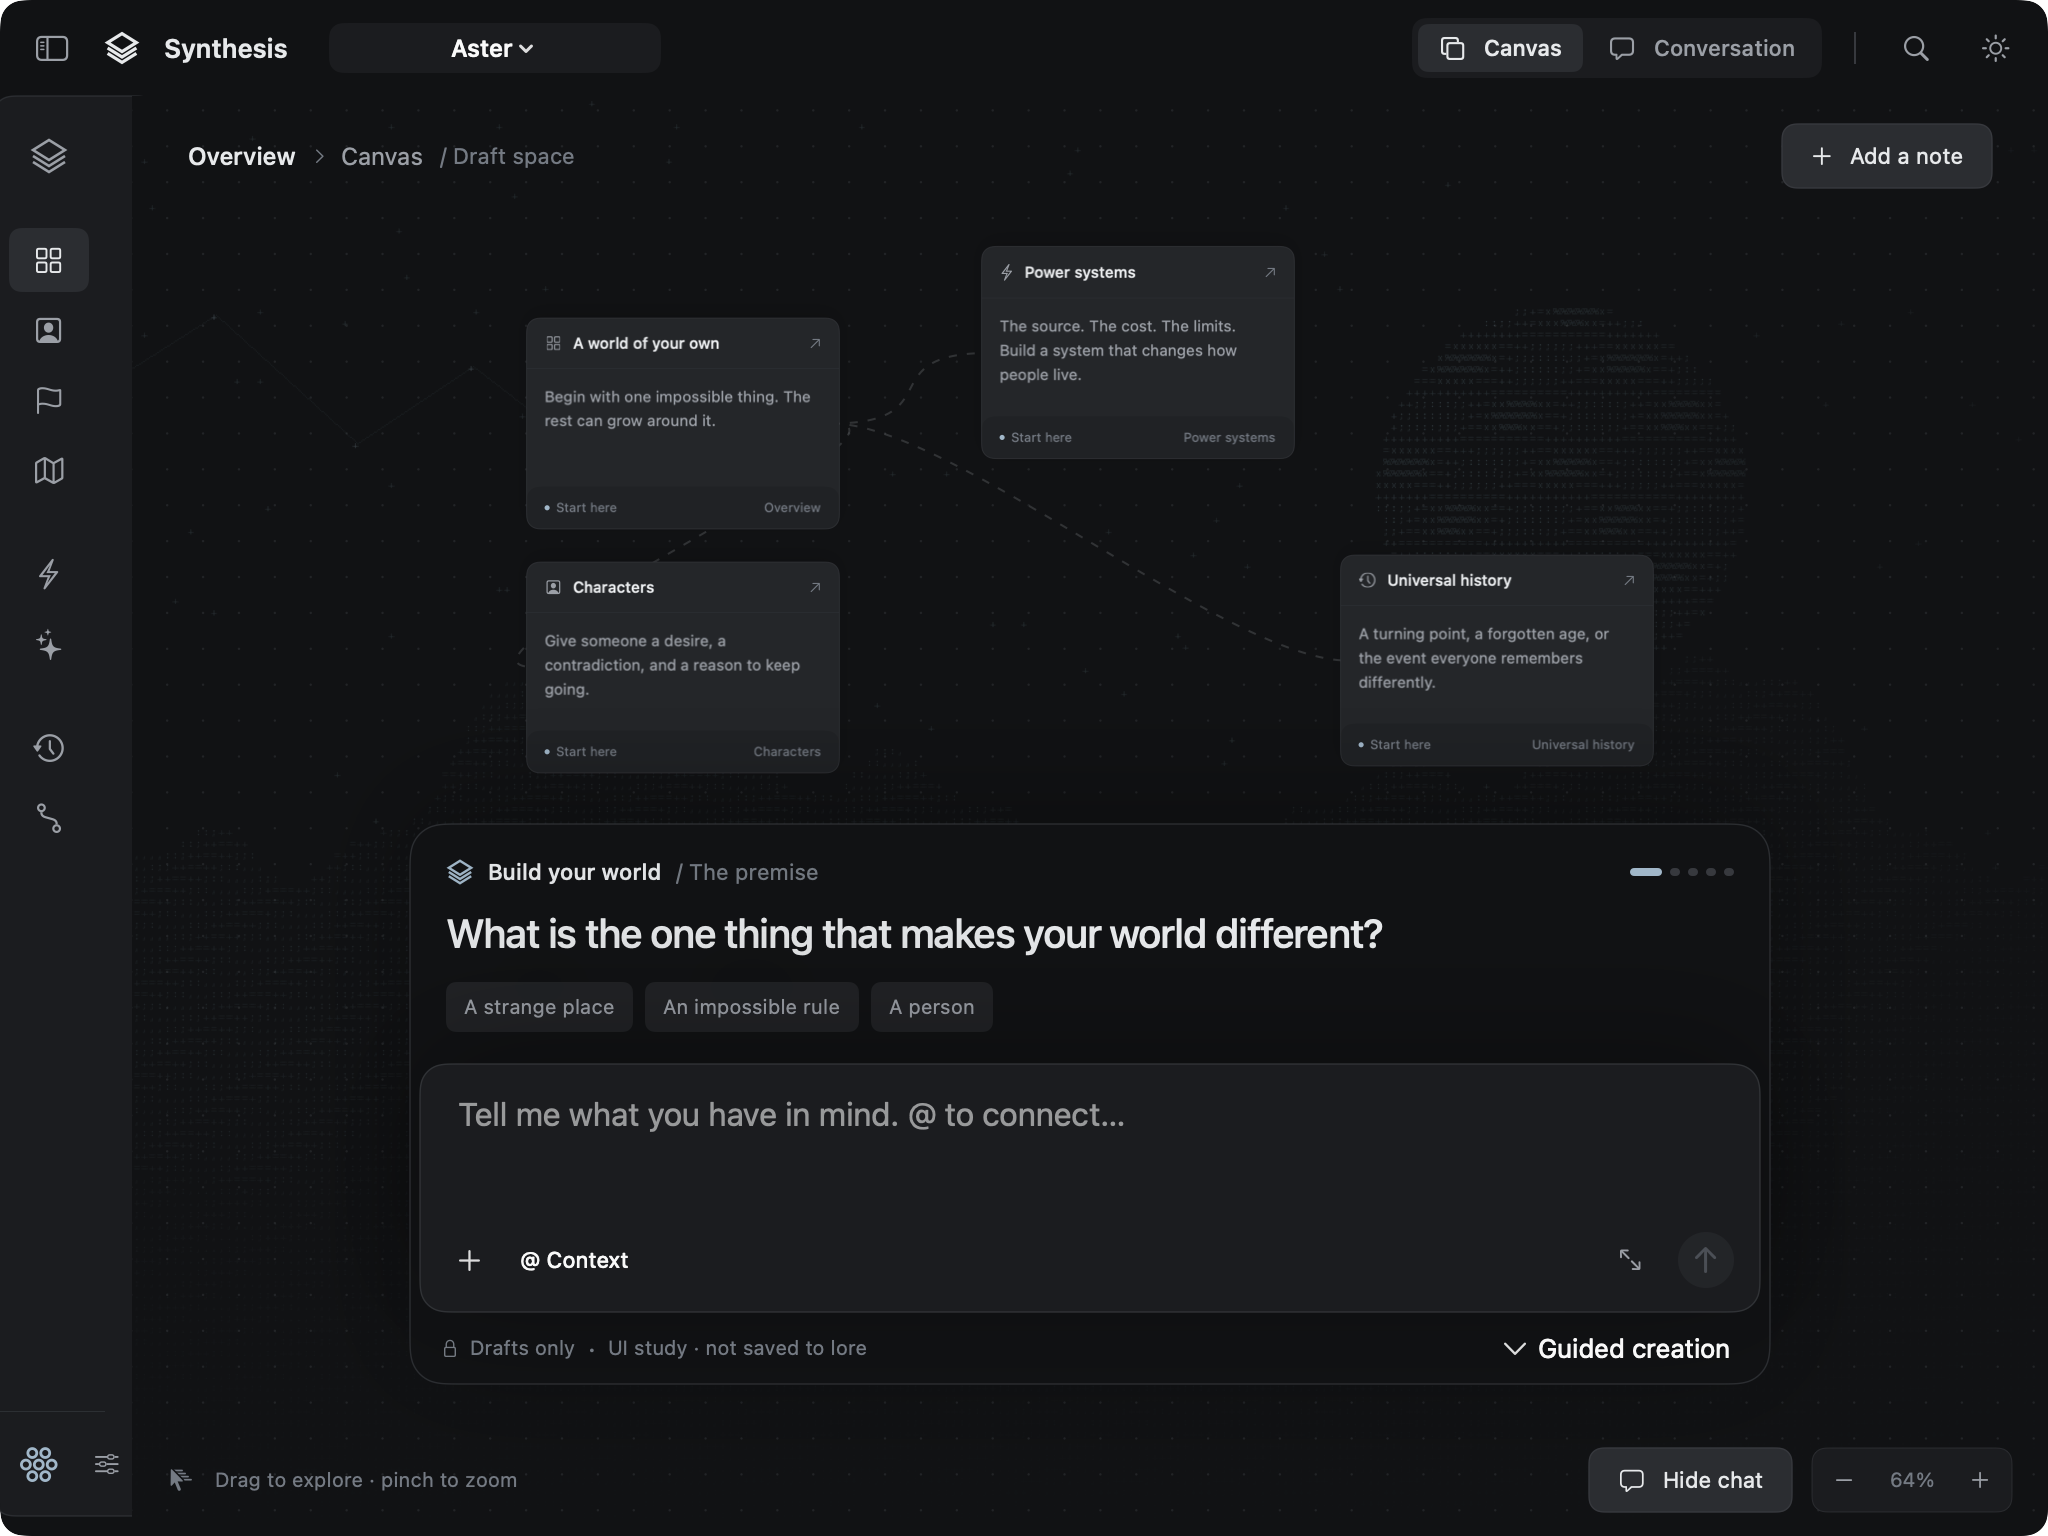 Synthesis
Aster
Canvas
Conversation
Overview > Canvas / Draft space
+ Add a note
Power systems
The source. The cost. The limits.
Build a system that changes how
people live.
• Start here
Power systems
A world of your own
Begin with one impossible thing. The
rest can grow around it.
• Start here
Overview
Characters
Give someone a desire, a
contradiction, and a reason to keep
going.
• Start here
Characters
Universal history
A turning point, a forgotten age, or
the event everyone remembers
differently.
• Start here
Universal history
Build your world / The premise
What is the one thing that makes your world different?
A strange place
An impossible rule
A person
Tell me what you have in mind. @ to connect...
@ Context
Drafts only • UI study · not saved to lore
Guided creation
Drag to explore · pinch to zoom
Hide chat
64%